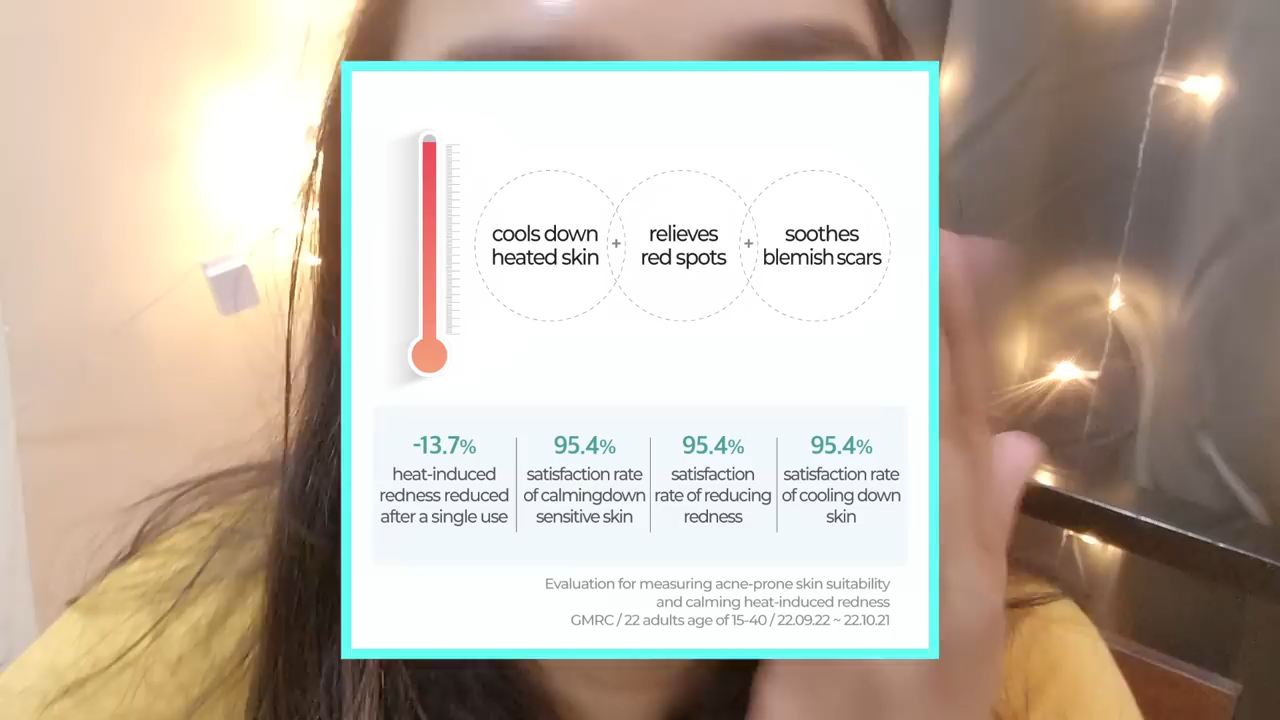 cools down
heated skin
+
relieves
red spots
+
soothes
blemish scars
-13.7%
heat-induced
redness reduced
after a single use
95.4%
satisfaction rate
of calmingdown
sensitive skin
95.4%
satisfaction
rate of reducing
redness
95.4%
satisfaction rate
of cooling down
skin
Evaluation for measuring acne-prone skin suitability
and calming heat-induced redness
GMRC / 22 adults age of 15-40 / 22.09.22 ~ 22.10.21